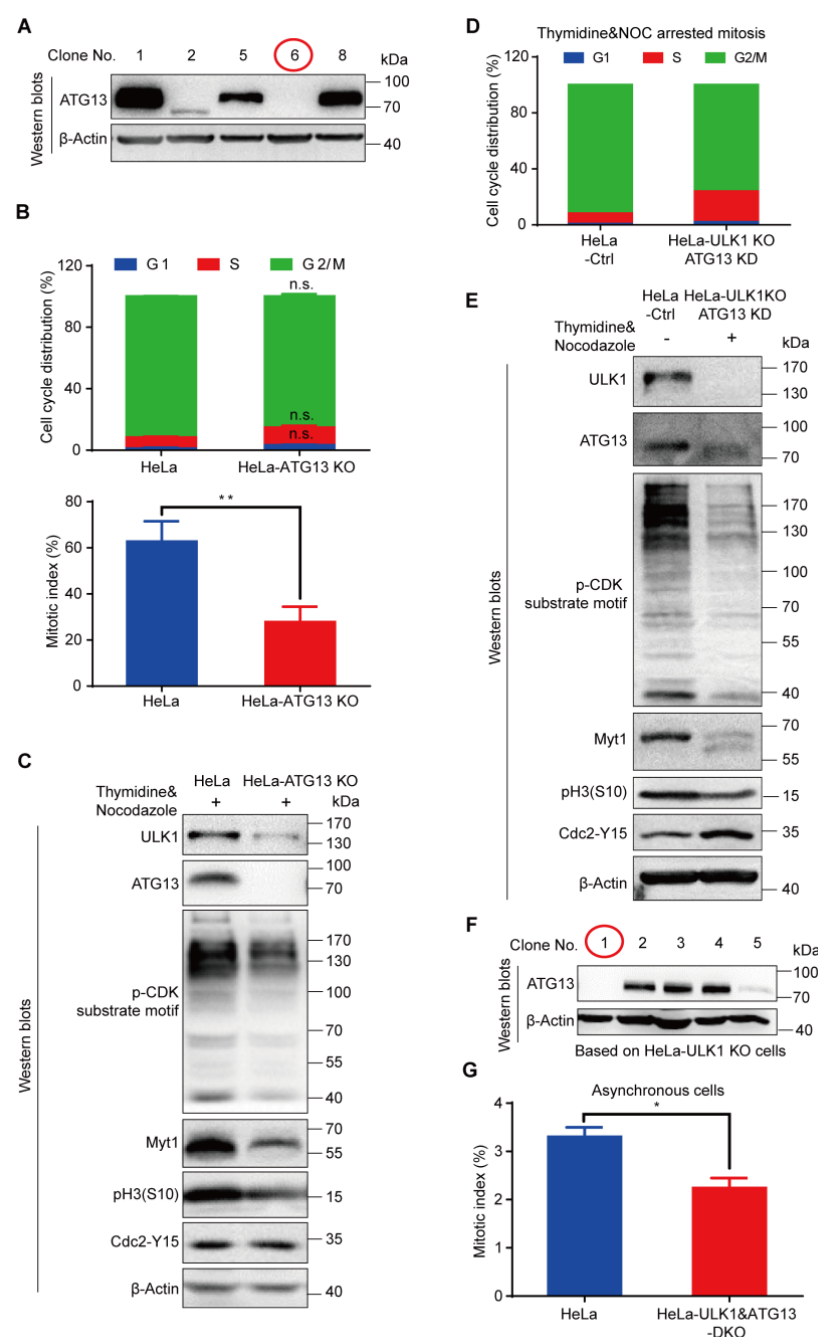 A
Clone No. 1 2 5 6 8 kDa
Western blots
ATG13
100
70
β-Actin
40
B
G1 S G2/M
Cell cycle distribution (%)
120
80
40
0
n.s.
n.s.
n.s.
HeLa HeLa-ATG13 KO
Mitotic index (%)
80
60
40
20
0
**
HeLa HeLa-ATG13 KO
C
HeLa HeLa-ATG13 KO
Thymidine&
Nocodazole + + kDa
Western blots
ULK1
170
130
ATG13
100
70
p-CDK
substrate motif
170
130
100
70
55
40
Myt1
70
55
pH3(S10)
15
Cdc2-Y15
35
β-Actin
40
D
Thymidine&NOC arrested mitosis
G1 S G2/M
Cell cycle distribution (%)
120
80
40
0
HeLa
-Ctrl
HeLa-ULK1 KO
ATG13 KD
E
HeLa
-Ctrl
HeLa-ULK1KO
ATG13 KD
Thymidine&
Nocodazole - + kDa
Western blots
ULK1
170
130
ATG13
100
70
p-CDK
substrate motif
170
130
100
70
55
40
Myt1
70
55
pH3(S10)
15
Cdc2-Y15
35
β-Actin
40
F
Clone No. 1 2 3 4 5 kDa
Western blots
ATG13
100
70
β-Actin
40
Based on HeLa-ULK1 KO cells
G
Asynchronous cells
Mitotic index (%)
4
3
2
1
0
*
HeLa
HeLa-ULK1&ATG13
-DKO